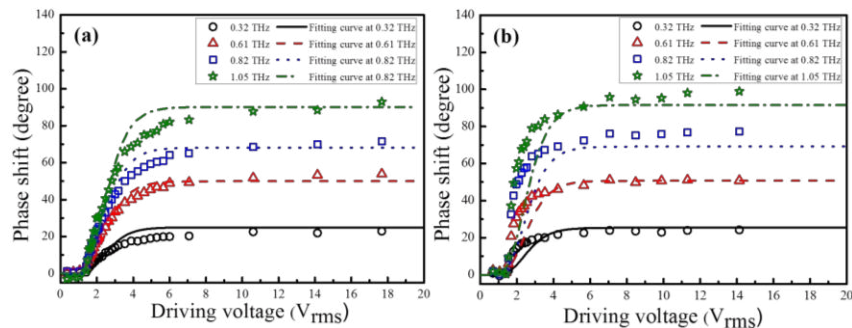 (a)
0.32 THz Fitting curve at 0.32 THz
0.61 THz Fitting curve at 0.61 THz
0.82 THz Fitting curve at 0.82 THz
1.05 THz Fitting curve at 0.82 THz
Phase shift (degree)
140
120
100
80
60
40
20
0
0 2 4 6 8 10 12 14 16 18 20
Driving voltage (Vrms)
(b)
0.32 THz Fitting curve at 0.32 THz
0.61 THz Fitting curve at 0.61 THz
0.82 THz Fitting curve at 0.82 THz
1.05 THz Fitting curve at 1.05 THz
Phase shift (degree)
140
120
100
80
60
40
20
0
0 2 4 6 8 10 12 14 16 18 20
Driving voltage (Vrms)